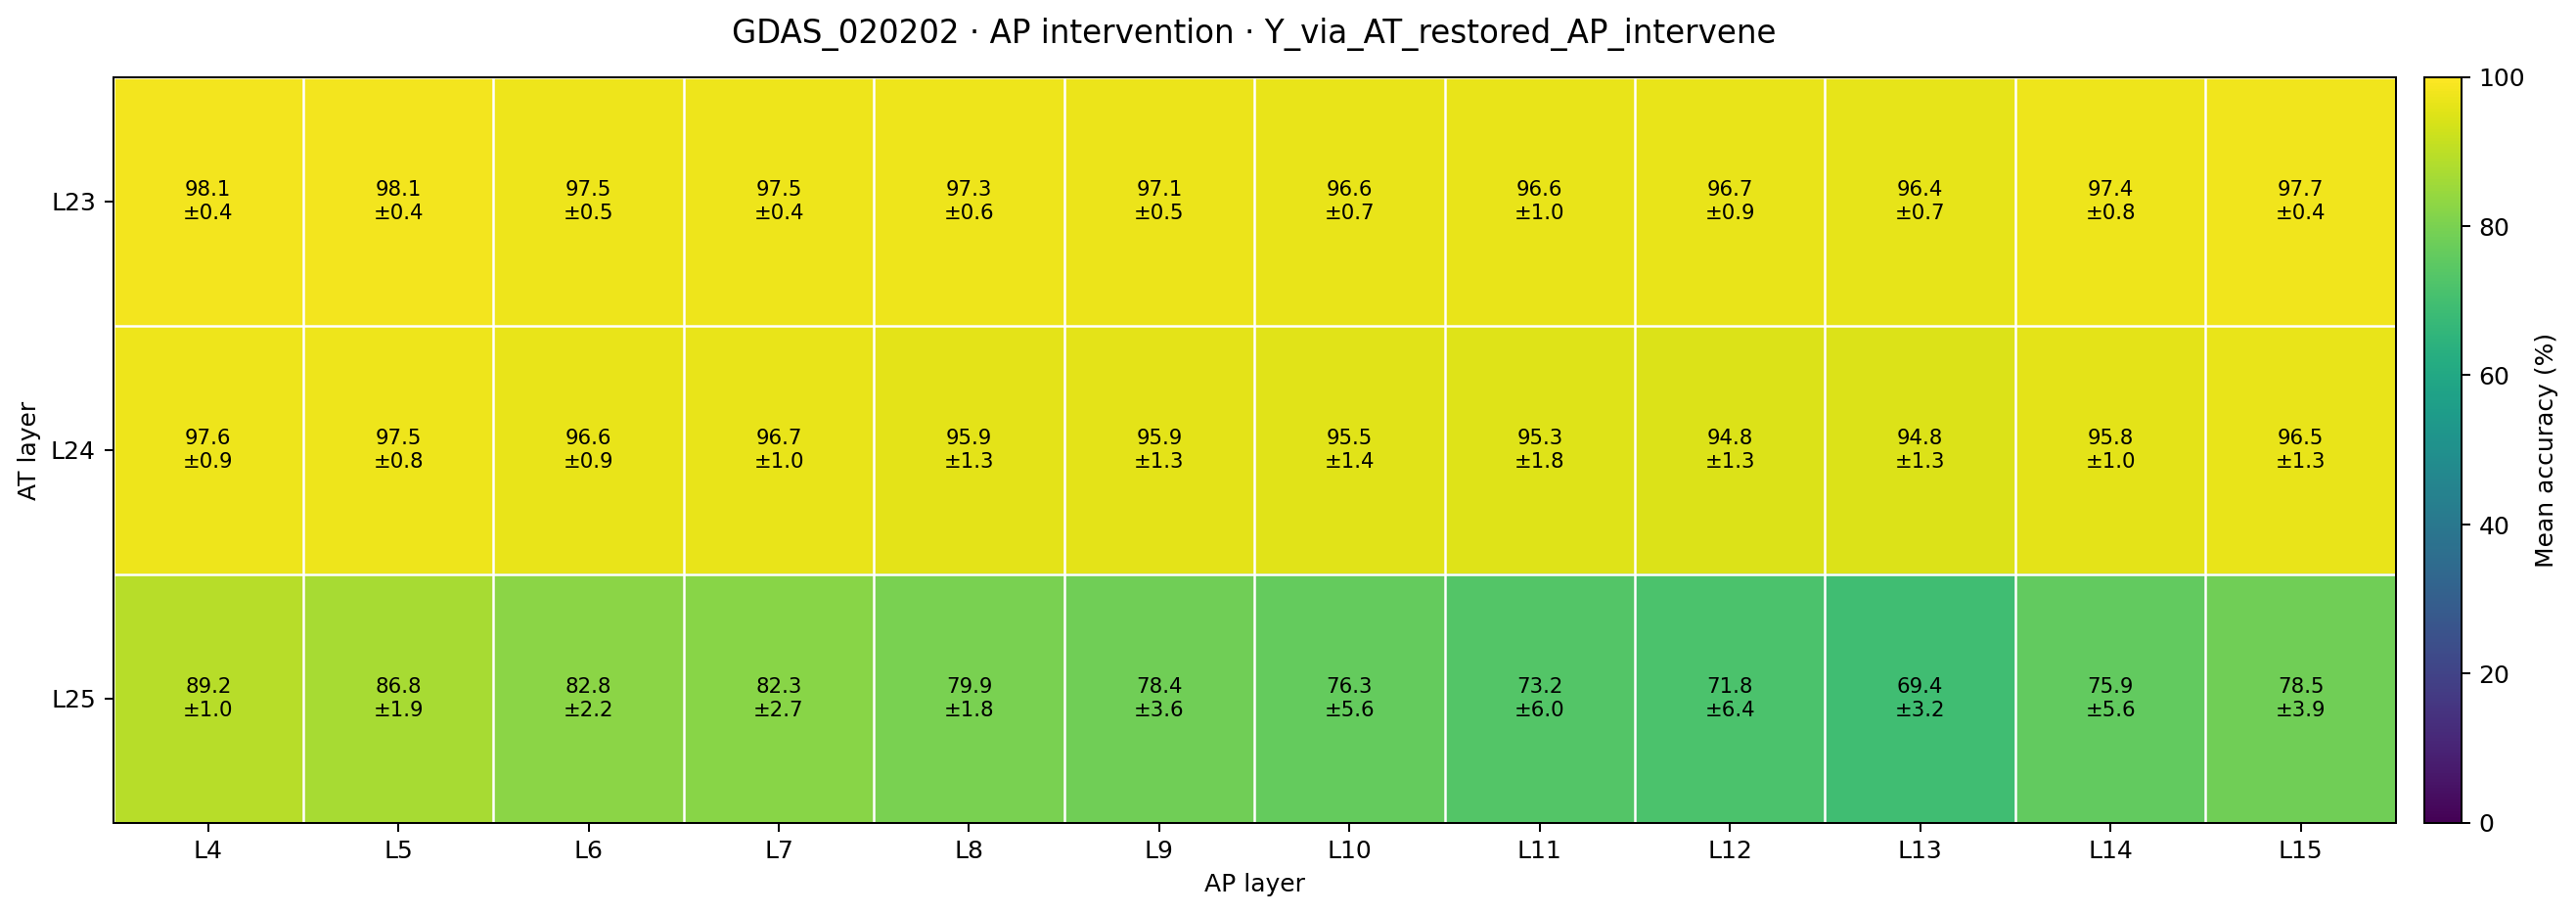 GDAS_020202 · AP intervention · Y_via_AT_restored_AP_intervene
AT layer
L23
98.1 98.1 97.5 97.5 97.3 97.1 96.6 96.6 96.7 96.4 97.4 97.7
±0.4 ±0.4 ±0.5 ±0.4 ±0.6 ±0.5 ±0.7 ±1.0 ±0.9 ±0.7 ±0.8 ±0.4
L24
97.6 97.5 96.6 96.7 95.9 95.9 95.5 95.3 94.8 94.8 95.8 96.5
±0.9 ±0.8 ±0.9 ±1.0 ±1.3 ±1.3 ±1.4 ±1.8 ±1.3 ±1.3 ±1.0 ±1.3
L25
89.2 86.8 82.8 82.3 79.9 78.4 76.3 73.2 71.8 69.4 75.9 78.5
±1.0 ±1.9 ±2.2 ±2.7 ±1.8 ±3.6 ±5.6 ±6.0 ±6.4 ±3.2 ±5.6 ±3.9
L4 L5 L6 L7 L8 L9 L10 L11 L12 L13 L14 L15
AP layer
100
80
60
40
20
0
Mean accuracy (%)